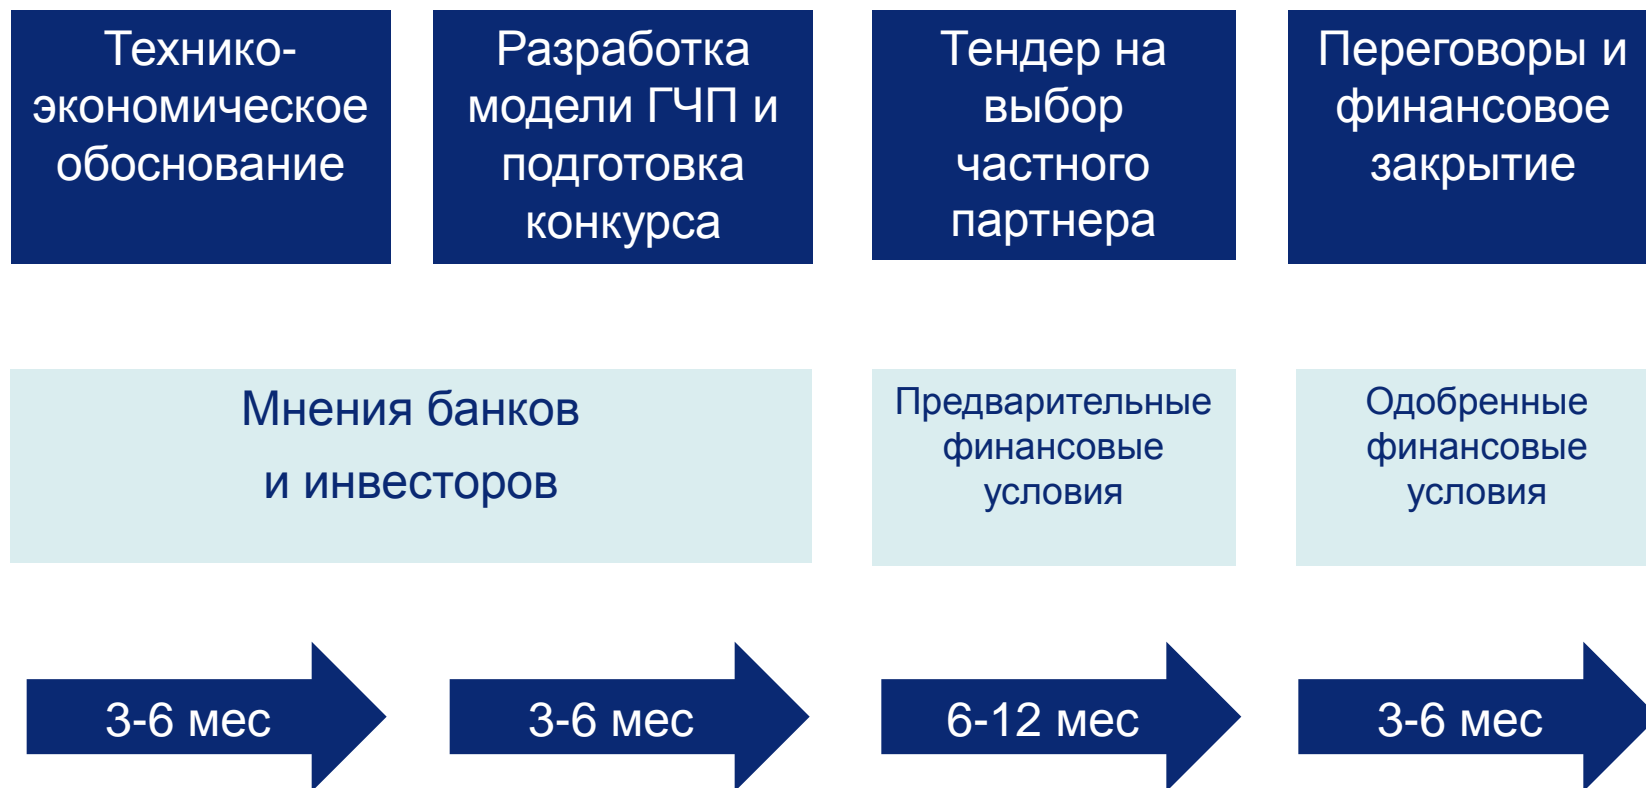 Технико-
экономическое
обоснование
Разработка
модели ГЧП и
подготовка
конкурса
Тендер на
выбор
частного
партнера
Переговоры и
финансовое
закрытие
Мнения банков
и инвесторов
Предварительные
финансовые
условия
Одобренные
финансовые
условия
3-6 мес
3-6 мес
6-12 мес
3-6 мес